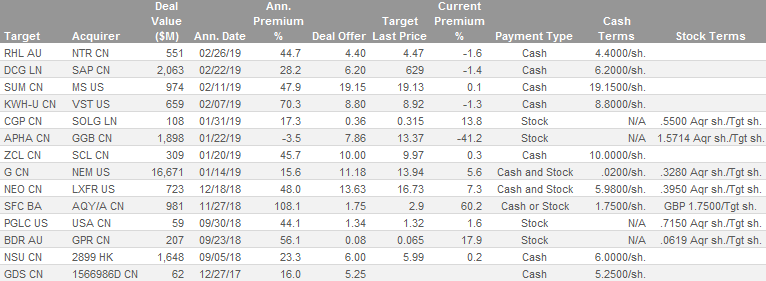 Target Acquirer Deal Value ($M) Ann. Date Ann. Premium % Deal Offer Target Last Price Current Premium % Payment Type Cash Terms Stock Terms
RHL AU NTR CN 551 02/26/19 44.7 4.40 4.47 -1.6 Cash 4.4000/sh.
DCG LN SAP CN 2,063 02/22/19 28.2 6.20 629 -1.4 Cash 6.2000/sh.
SUM CN MS US 974 02/11/19 47.9 19.15 19.13 0.1 Cash 19.1500/sh.
KWH-U CN VST US 659 02/07/19 70.3 8.80 8.92 -1.3 Cash 8.8000/sh.
CGP CN SOLG LN 108 01/31/19 17.3 0.36 0.315 13.8 Stock N/A .5500 Aqr sh./Tgt sh.
APHA CN GGB CN 1,898 01/22/19 -3.5 7.86 13.37 -41.2 Stock N/A 1.5714 Aqr sh./Tgt sh.
ZCL CN SCL CN 309 01/20/19 45.7 10.00 9.97 0.3 Cash 10.0000/sh.
G CN NEM US 16,671 01/14/19 15.6 11.18 13.94 5.6 Cash and Stock .0200/sh. .3280 Aqr sh./Tgt sh.
NEO CN LXFR US 723 12/18/18 48.0 13.63 16.73 7.3 Cash and Stock 5.9800/sh. .3950 Aqr sh./Tgt sh.
SFC BA AQY/A CN 981 11/27/18 108.1 1.75 2.9 60.2 Cash or Stock 1.7500/sh. GBP 1.7500/Tgt sh.
PGLC US USA CN 59 09/30/18 44.1 1.34 1.32 1.6 Stock N/A .7150 Aqr sh./Tgt sh.
BDR AU GPR CN 207 09/23/18 56.1 0.08 0.065 17.9 Stock N/A .0619 Aqr sh./Tgt sh.
NSU CN 2899 HK 1,648 09/05/18 23.3 6.00 5.99 0.2 Cash 6.0000/sh.
GDS CN 1566986D CN 62 12/27/17 16.0 5.25 Cash 5.2500/sh.